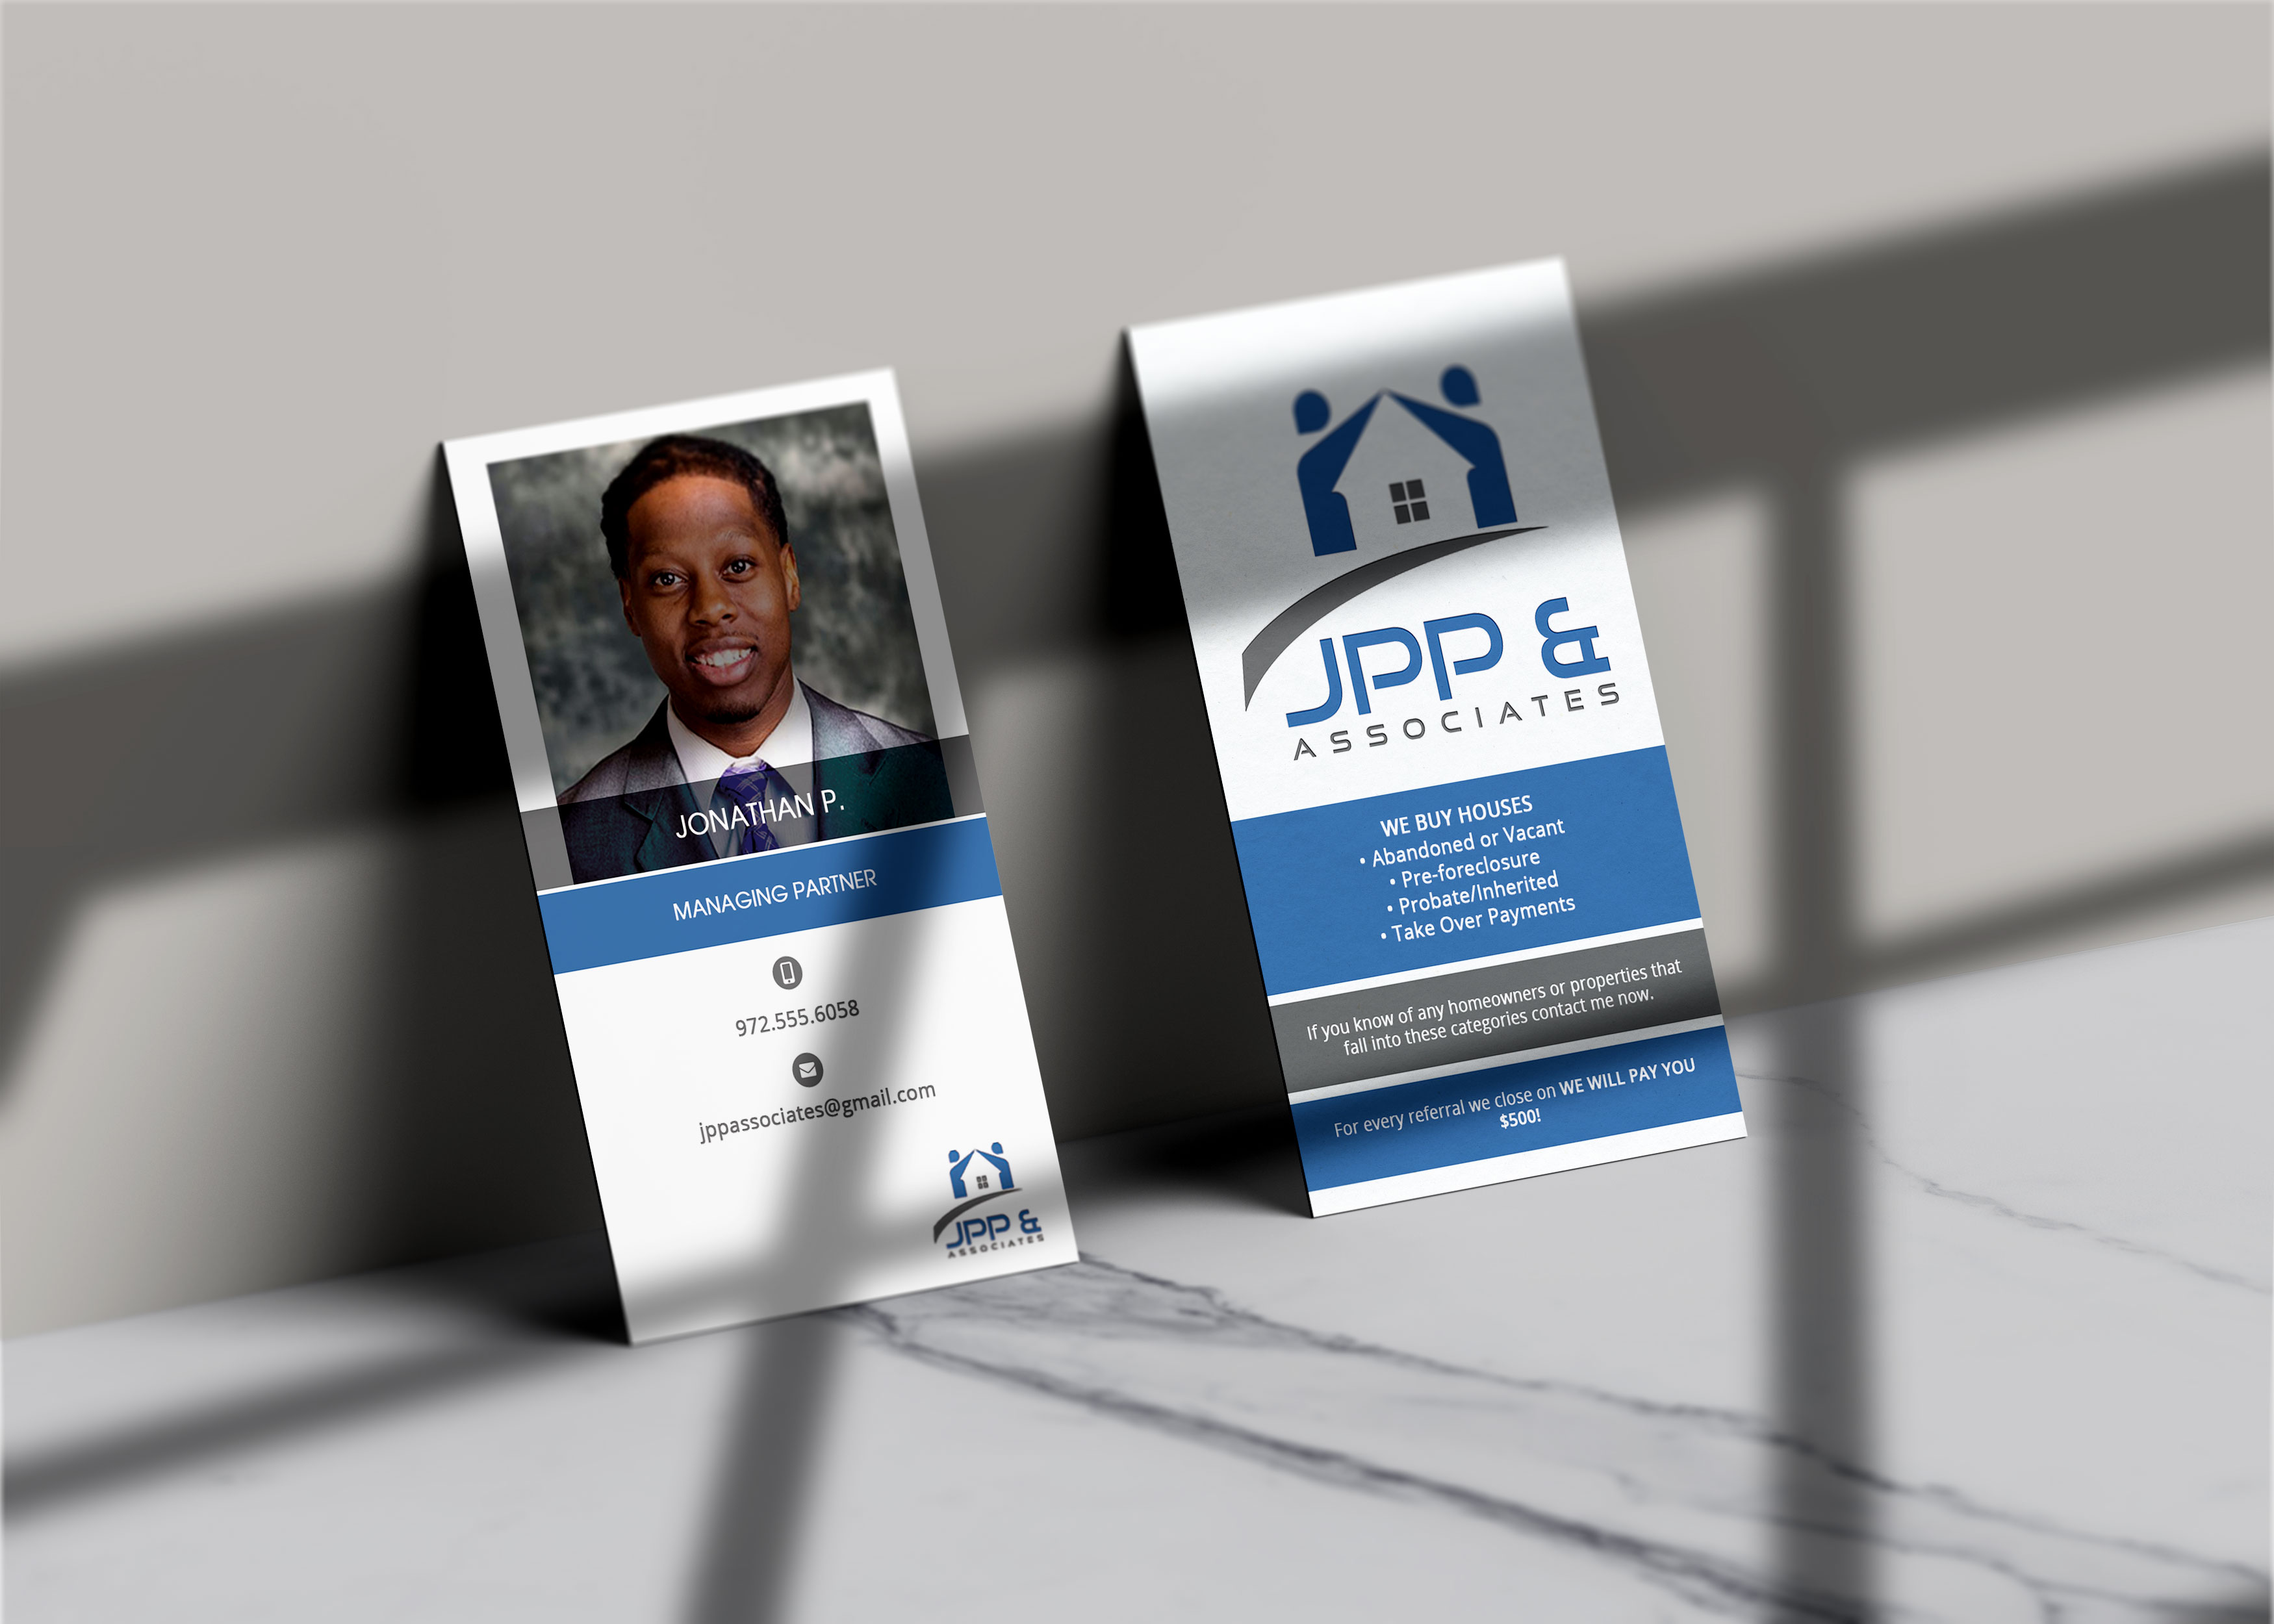 JONATHAN P.
MANAGING PARTNER
972.555.6058
jppassociates@gmail.com
JPP &
ASSOCIATES
JPP &
ASSOCIATES
WE BUY HOUSES
• Abandoned or Vacant
• Pre-foreclosure
• Probate/Inherited
• Take Over Payments
If you know of any homeowners or properties that
fall into these categories contact me now.
For every referral we close on WE WILL PAY YOU
$500!